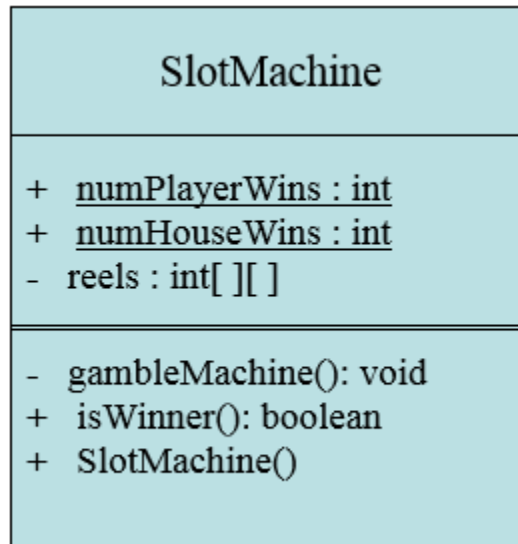 SlotMachine
+ numPlayerWins : int
+ numHouseWins : int
- reels : int[ ][ ]
- gambleMachine(): void
+ isWinner(): boolean
+ SlotMachine()